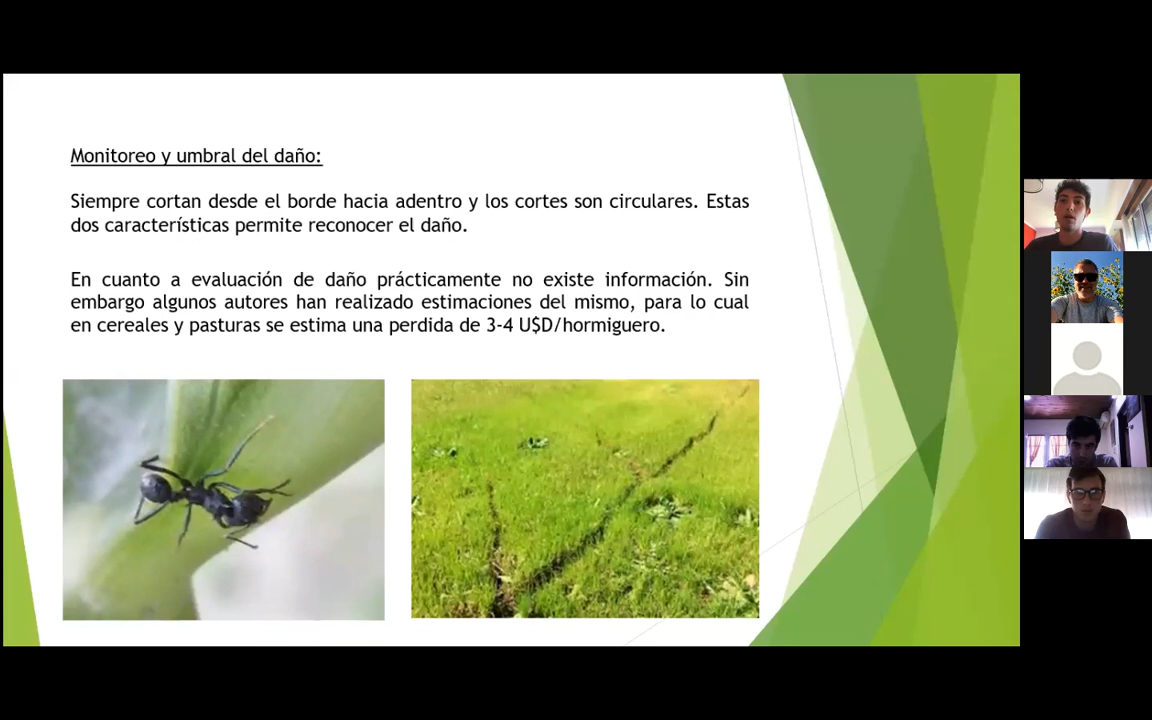 Monitoreo y umbral del daño:
Siempre cortan desde el borde hacia adentro y los cortes son circulares. Estas
dos características permite reconocer el daño.
En cuanto a evaluación de daño prácticamente no existe información. Sin
embargo algunos autores han realizado estimaciones del mismo, para lo cual
en cereales y pasturas se estima una perdida de 3-4 U$D/hormiguero.